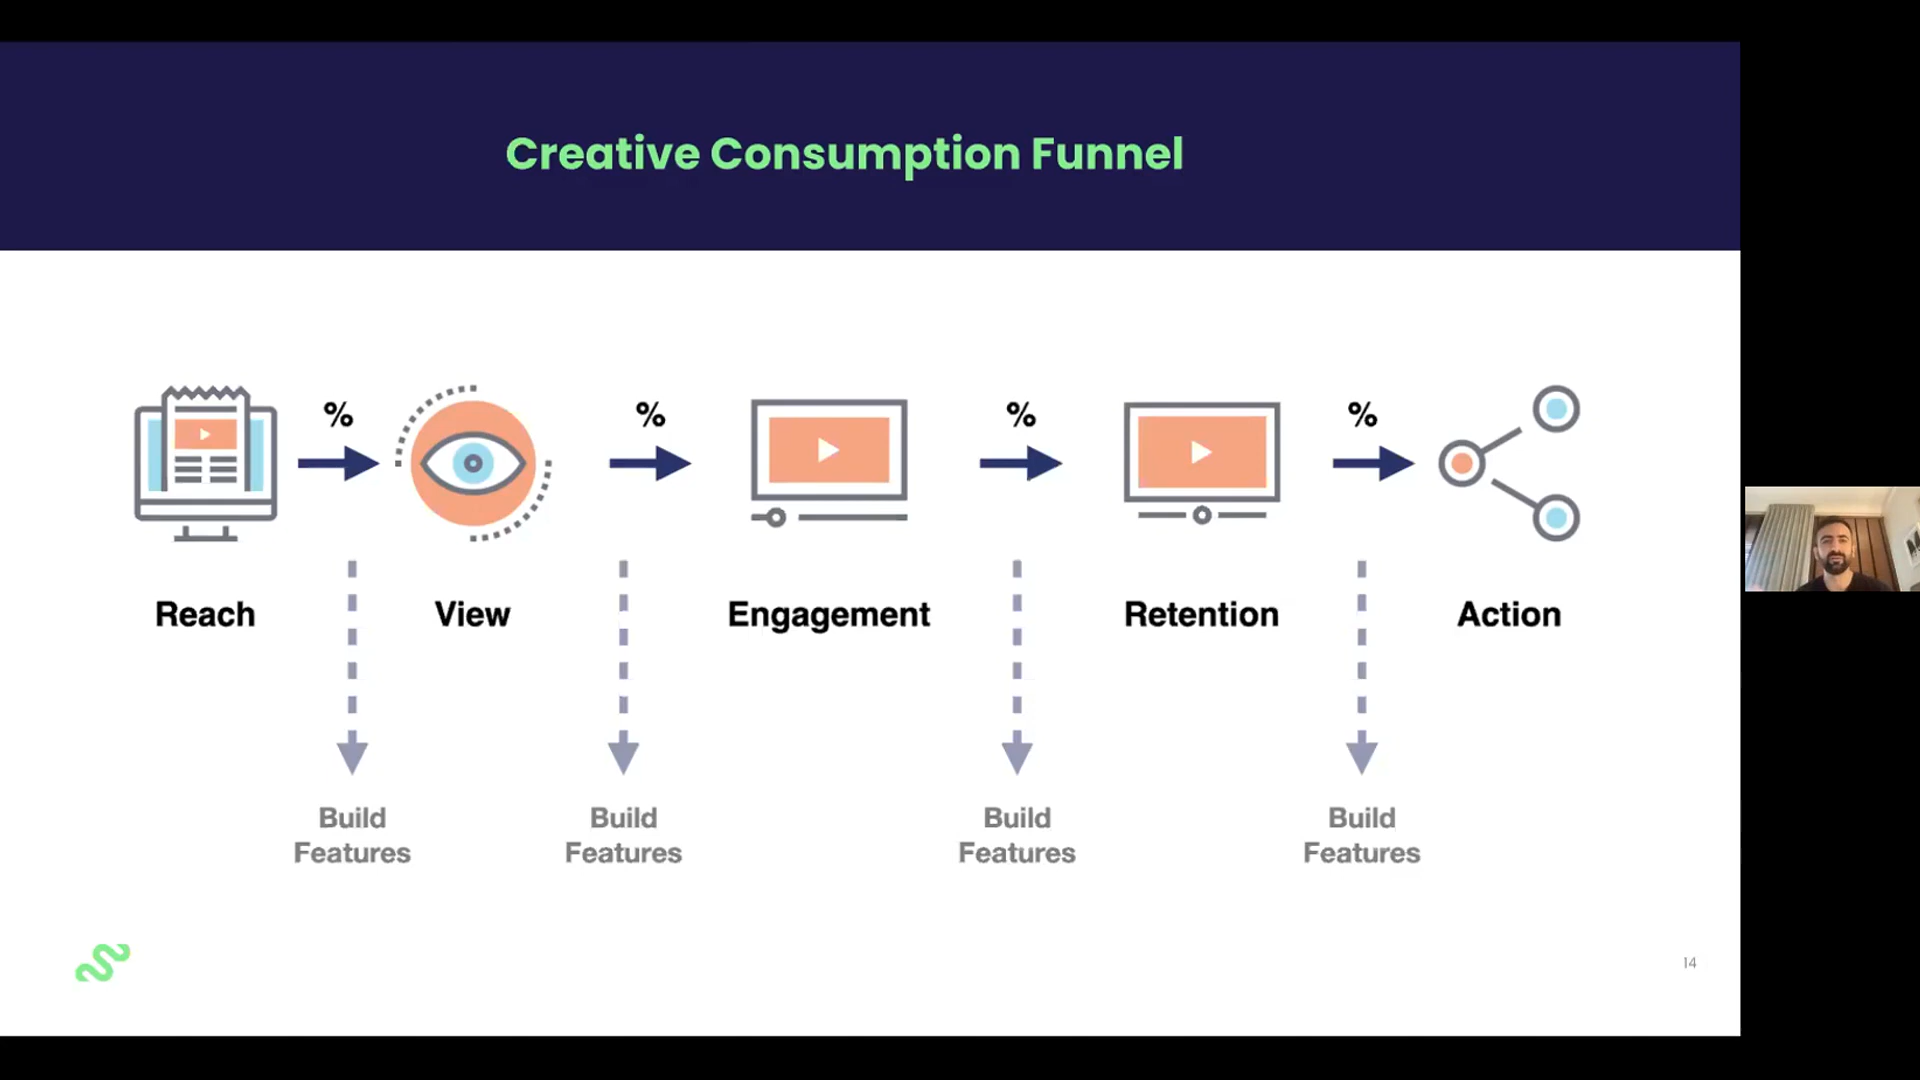 Creative Consumption Funnel
% % % %
Reach View Engagement Retention Action
Build Build Build Build
Features Features Features Features
14